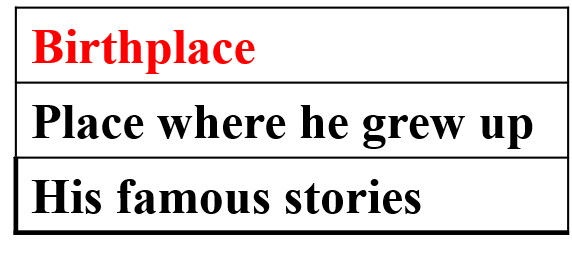 Birthplace
Place where he grew up
His famous stories